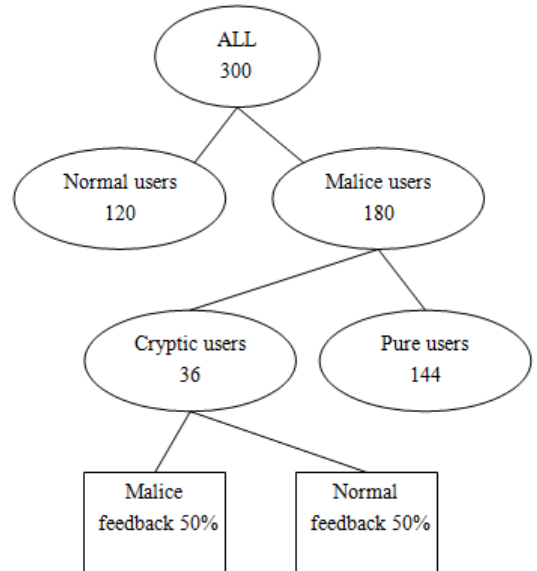 ALL
300
Normal users
120
Malice users
180
Cryptic users
36
Pure users
144
Malice
feedback 50%
Normal
feedback 50%